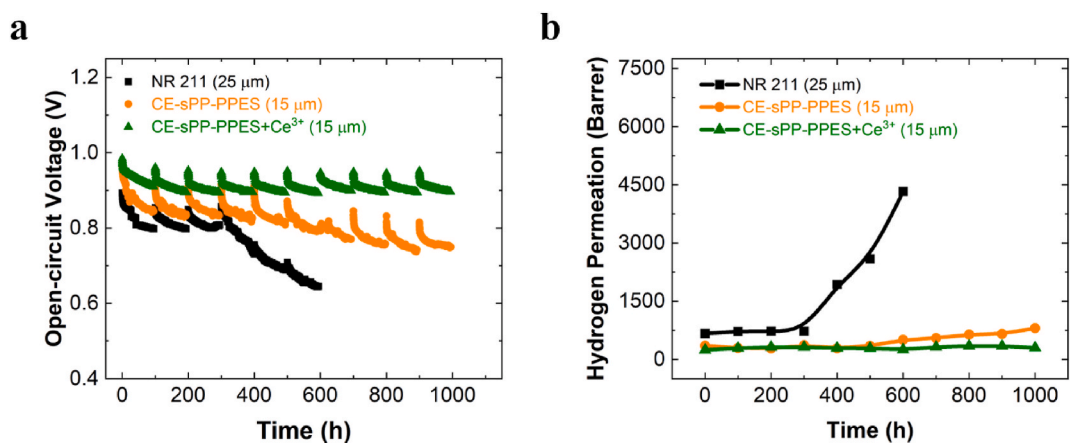 a
1.2
1.0
0.8
0.6
0.4
Open-circuit Voltage (V)
NR 211 (25 μm)
CE-sPP-PPES (15 μm)
CE-sPP-PPES+Ce³⁺ (15 μm)
0 200 400 600 800 1000
Time (h)
b
7500
6000
4500
3000
1500
0
Hydrogen Permeation (Barrer)
NR 211 (25 μm)
CE-sPP-PPES (15 μm)
CE-sPP-PPES+Ce³⁺ (15 μm)
0 200 400 600 800 1000
Time (h)